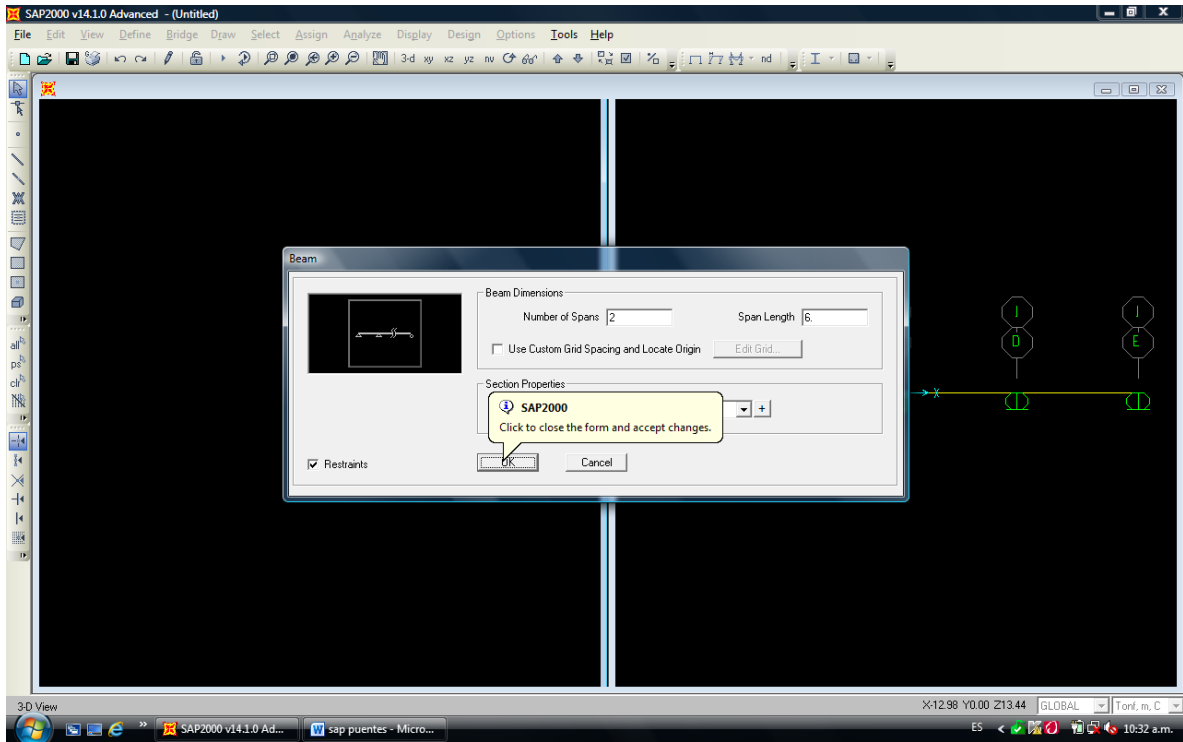 SAP2000 v14.1.0 Advanced - (Untitled)
File Edit View Define Bridge Draw Select Assign Analyze Display Design Options Tools Help
3-d xy xz yz nv nd
all
ps
clr
Beam
Beam Dimensions
Number of Spans 2 Span Length 6.
Use Custom Grid Spacing and Locate Origin Edit Grid...
Section Properties
+
SAP2000
Click to close the form and accept changes.
Restraints OK Cancel
D E
X
3-D View X-12.98 Y0.00 Z13.44 GLOBAL Tonf, m, C
SAP2000 v14.1.0 Ad... sap puentes - Micro... ES 10:32 a.m.